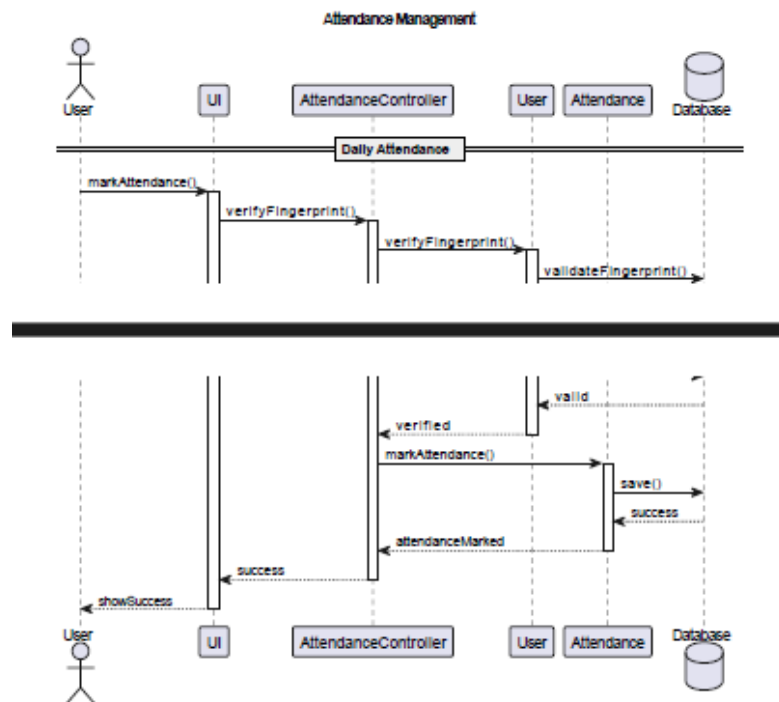 Attendance Management
User UI AttendanceController User Attendance Database
Daily Attendance
markAttendance()
verifyFingerprint()
verifyFingerprint()
validateFingerprint()
valid
verified
markAttendance()
save()
success
attendanceMarked
success
showSuccess
User UI AttendanceController User Attendance Database